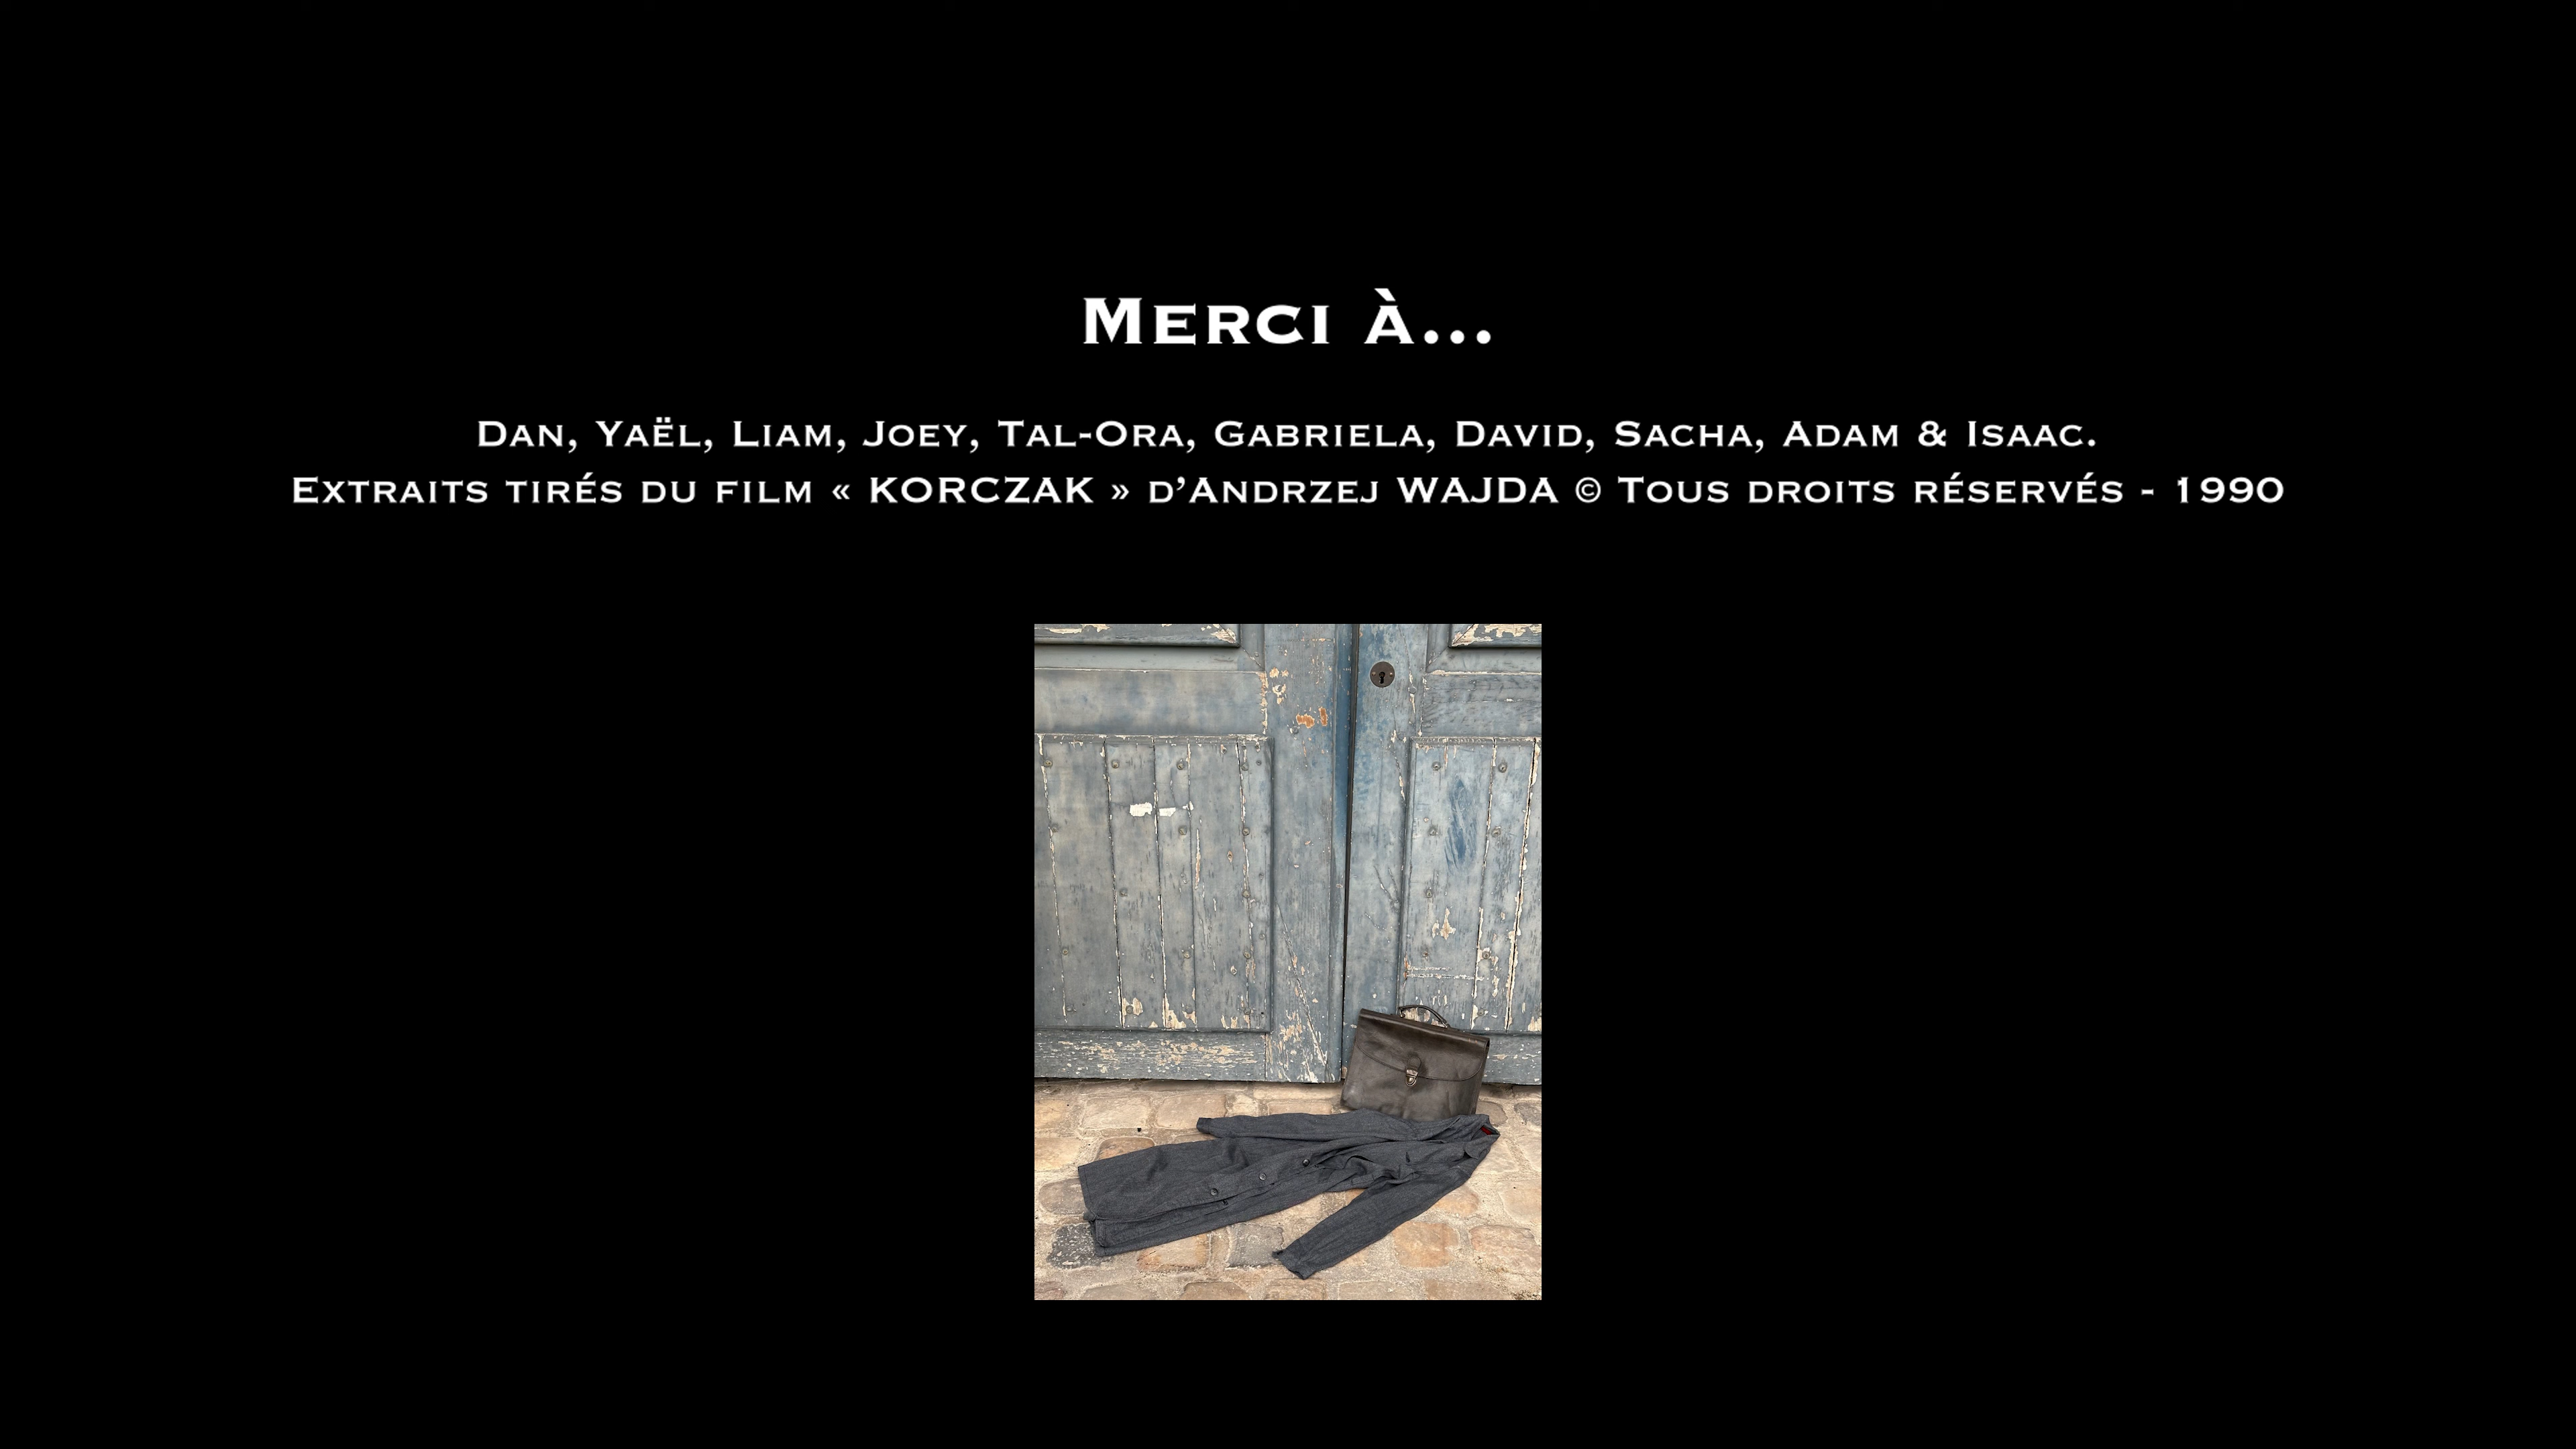 Merci à...
Dan, Yaël, Liam, Joey, Tal-Ora, Gabriela, David, Sacha, Adam & Isaac.
Extraits tirés du film « KORCZAK » d’Andrzej WAJDA © Tous droits réservés - 1990